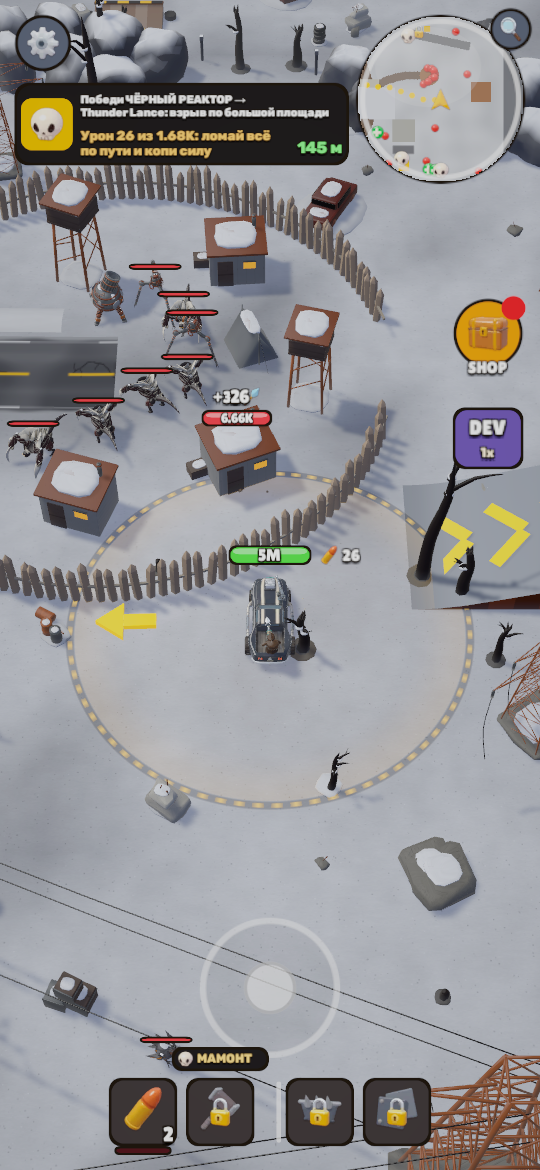 Победи ЧЁРНЫЙ РЕАКТОР →
Thunder Lance: взрыв по большой площади
Урон 26 из 1.68K: ломай всё
по пути и копи силу
145 м
SHOP
+326
6.66K
DEV
1x
5M
26
МАМОНТ
2